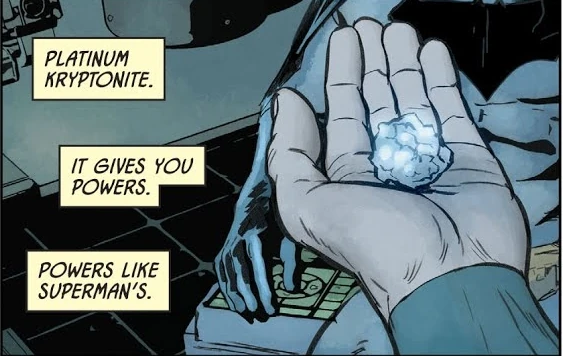 PLATINUM
KRYPTONITE.
IT GIVES YOU
POWERS.
POWERS LIKE
SUPERMAN'S.